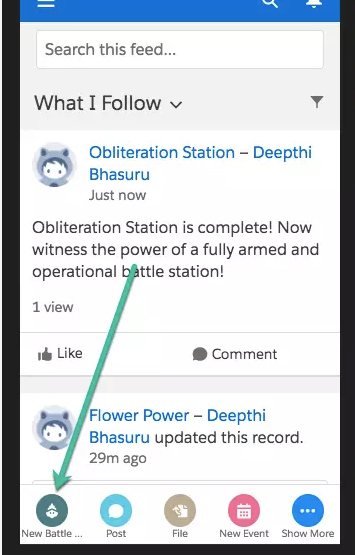 Search this feed...
What I Follow
Obliteration Station – Deepthi
Bhasuru
Just now
Obliteration Station is complete! Now
witness the power of a fully armed and
operational battle station!
1 view
Like
Comment
Flower Power – Deepthi
Bhasuru updated this record.
29m ago
New Battle ...
Post
File
New Event
Show More